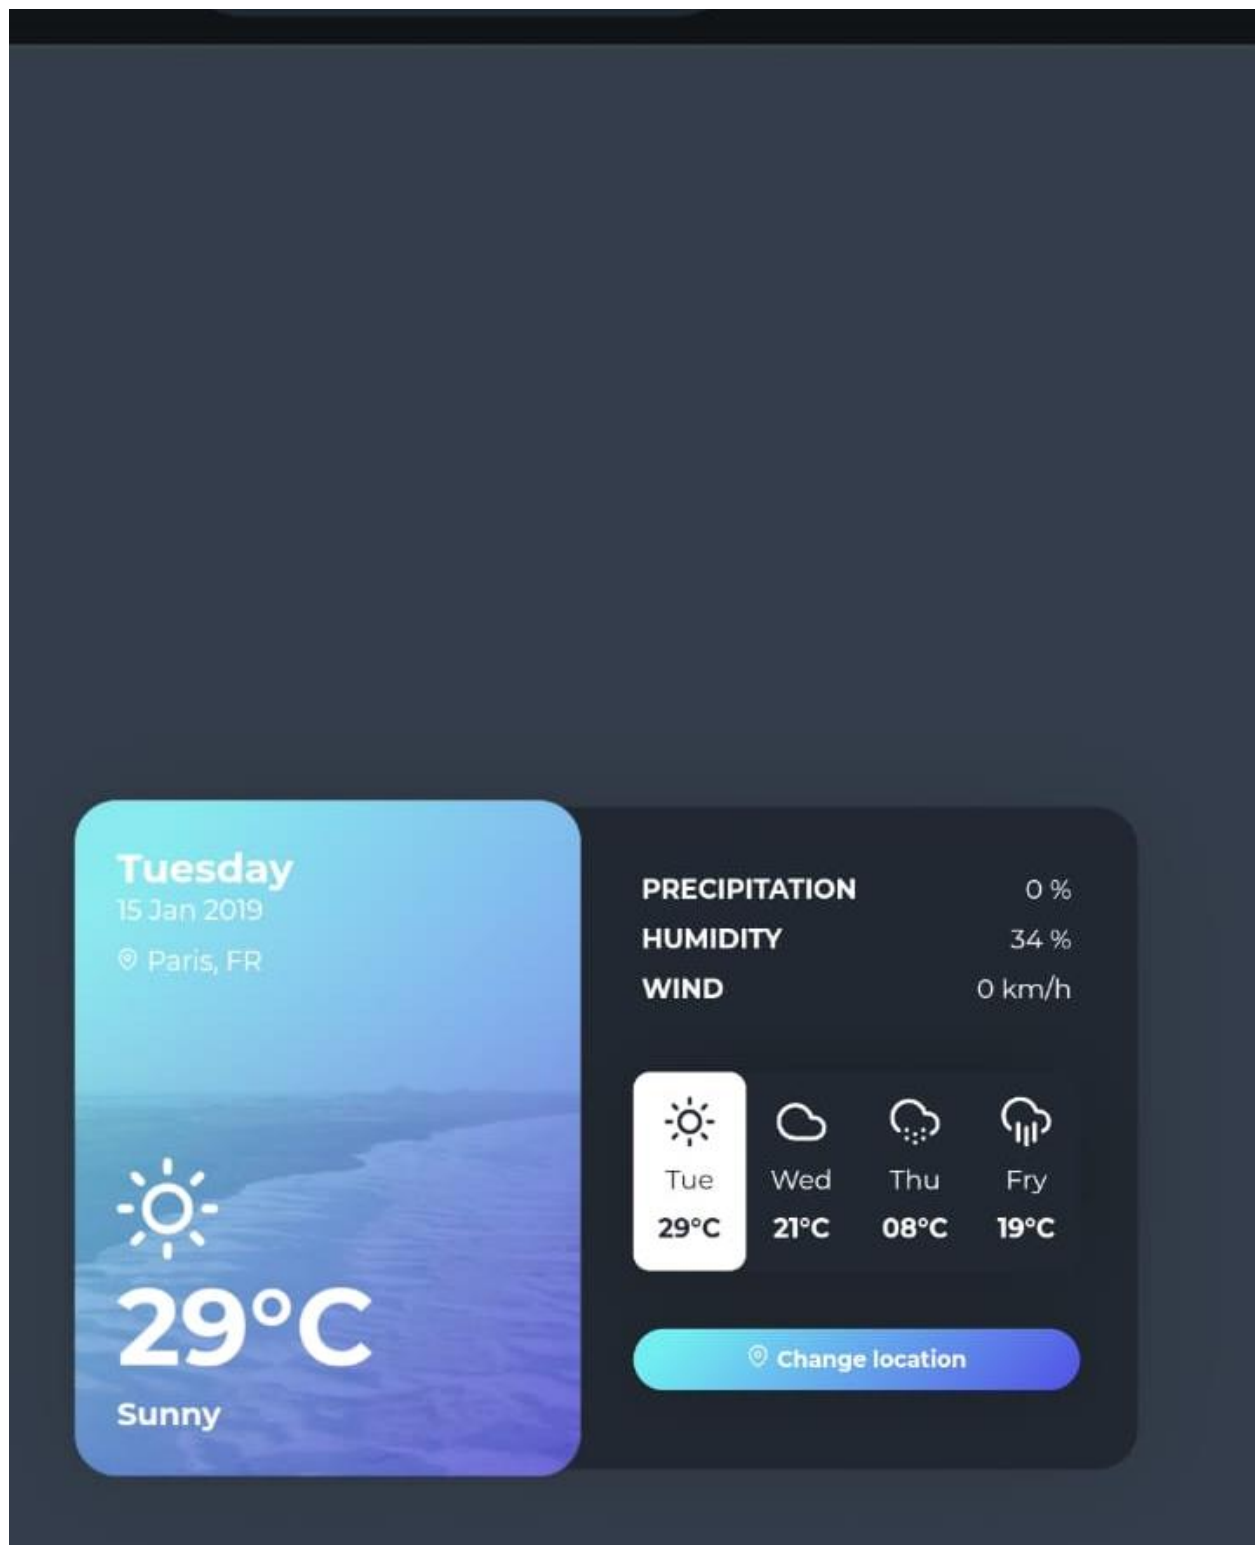 Tuesday
15 Jan 2019
Paris, FR
29°C
Sunny
PRECIPITATION 0 %
HUMIDITY 34 %
WIND 0 km/h
Tue Wed Thu Fry
29°C 21°C 08°C 19°C
Change location